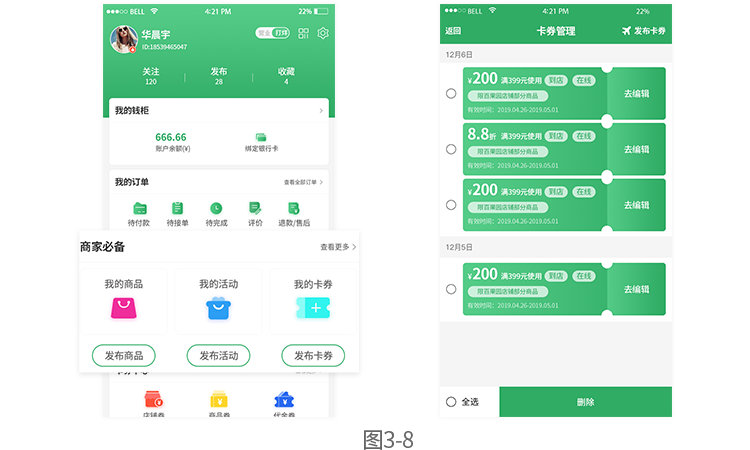 BELL 4:21 PM 22%
华晨宇
ID:18539465047
营业 打烊
关注 发布 收藏
120 28 4
我的钱柜
666.66
账户余额(¥) 绑定银行卡
我的订单 查看全部订单
待付款 待接单 待完成 评价 退款/售后
商家必备 查看更多
我的商品 我的活动 我的卡券
发布商品 发布活动 发布卡券
店铺券 商品券 代金券
BELL 4:21 PM 22%
返回 卡券管理 发布卡券
12月6日
¥200 满399元使用 到店 在线
限百果园店铺部分商品
有效时间：2019.04.26-2019.05.01
去编辑
8.8折 满399元使用 到店 在线
限百果园店铺部分商品
有效时间：2019.04.26-2019.05.01
去编辑
¥200 满399元使用 到店 在线
限百果园店铺部分商品
有效时间：2019.04.26-2019.05.01
去编辑
12月5日
¥200 满399元使用 到店 在线
限百果园店铺部分商品
有效时间：2019.04.26-2019.05.01
去编辑
全选 删除
图3-8